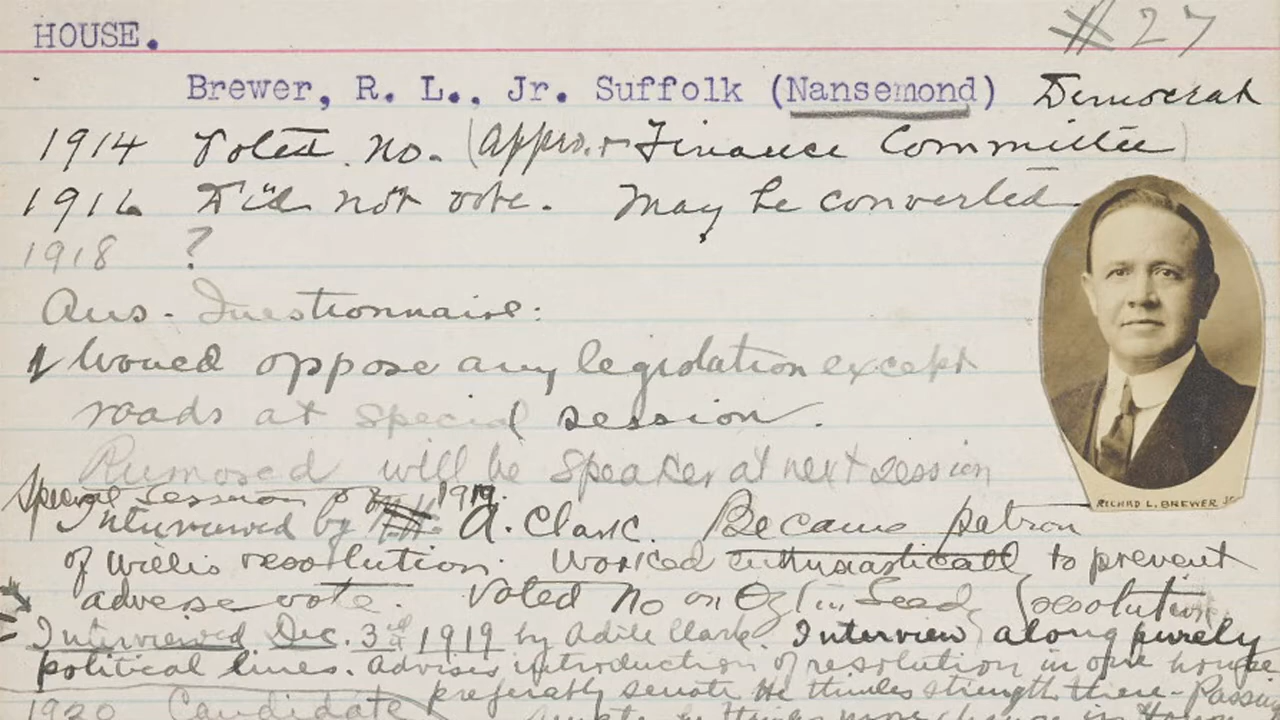 HOUSE. #27
Brewer, R. L., Jr. Suffolk (Nansemond) Democrat
1914 Voted no. (Appro. + Finance Committee)
1916 Did not vote. May be converted
1918 ?
Ans. Questionnaire:
Would oppose any legislation except
roads at special session.
Rumored will be Speaker at next session
Special Session of 1919.
Interviewed by A. Clark. Became patron
of Willis resolution. Worked enthusiastically to prevent
adverse vote. Voted No on Ozlin Leedy (resolution
Interviewed Dec. 3rd 1919 by Adele Clark. Interview along purely
political lines. Advises introduction of resolution in one house
preferably senate He thinks strength there - Passing
1920 Candidate
RICHARD L. BREWER JR.